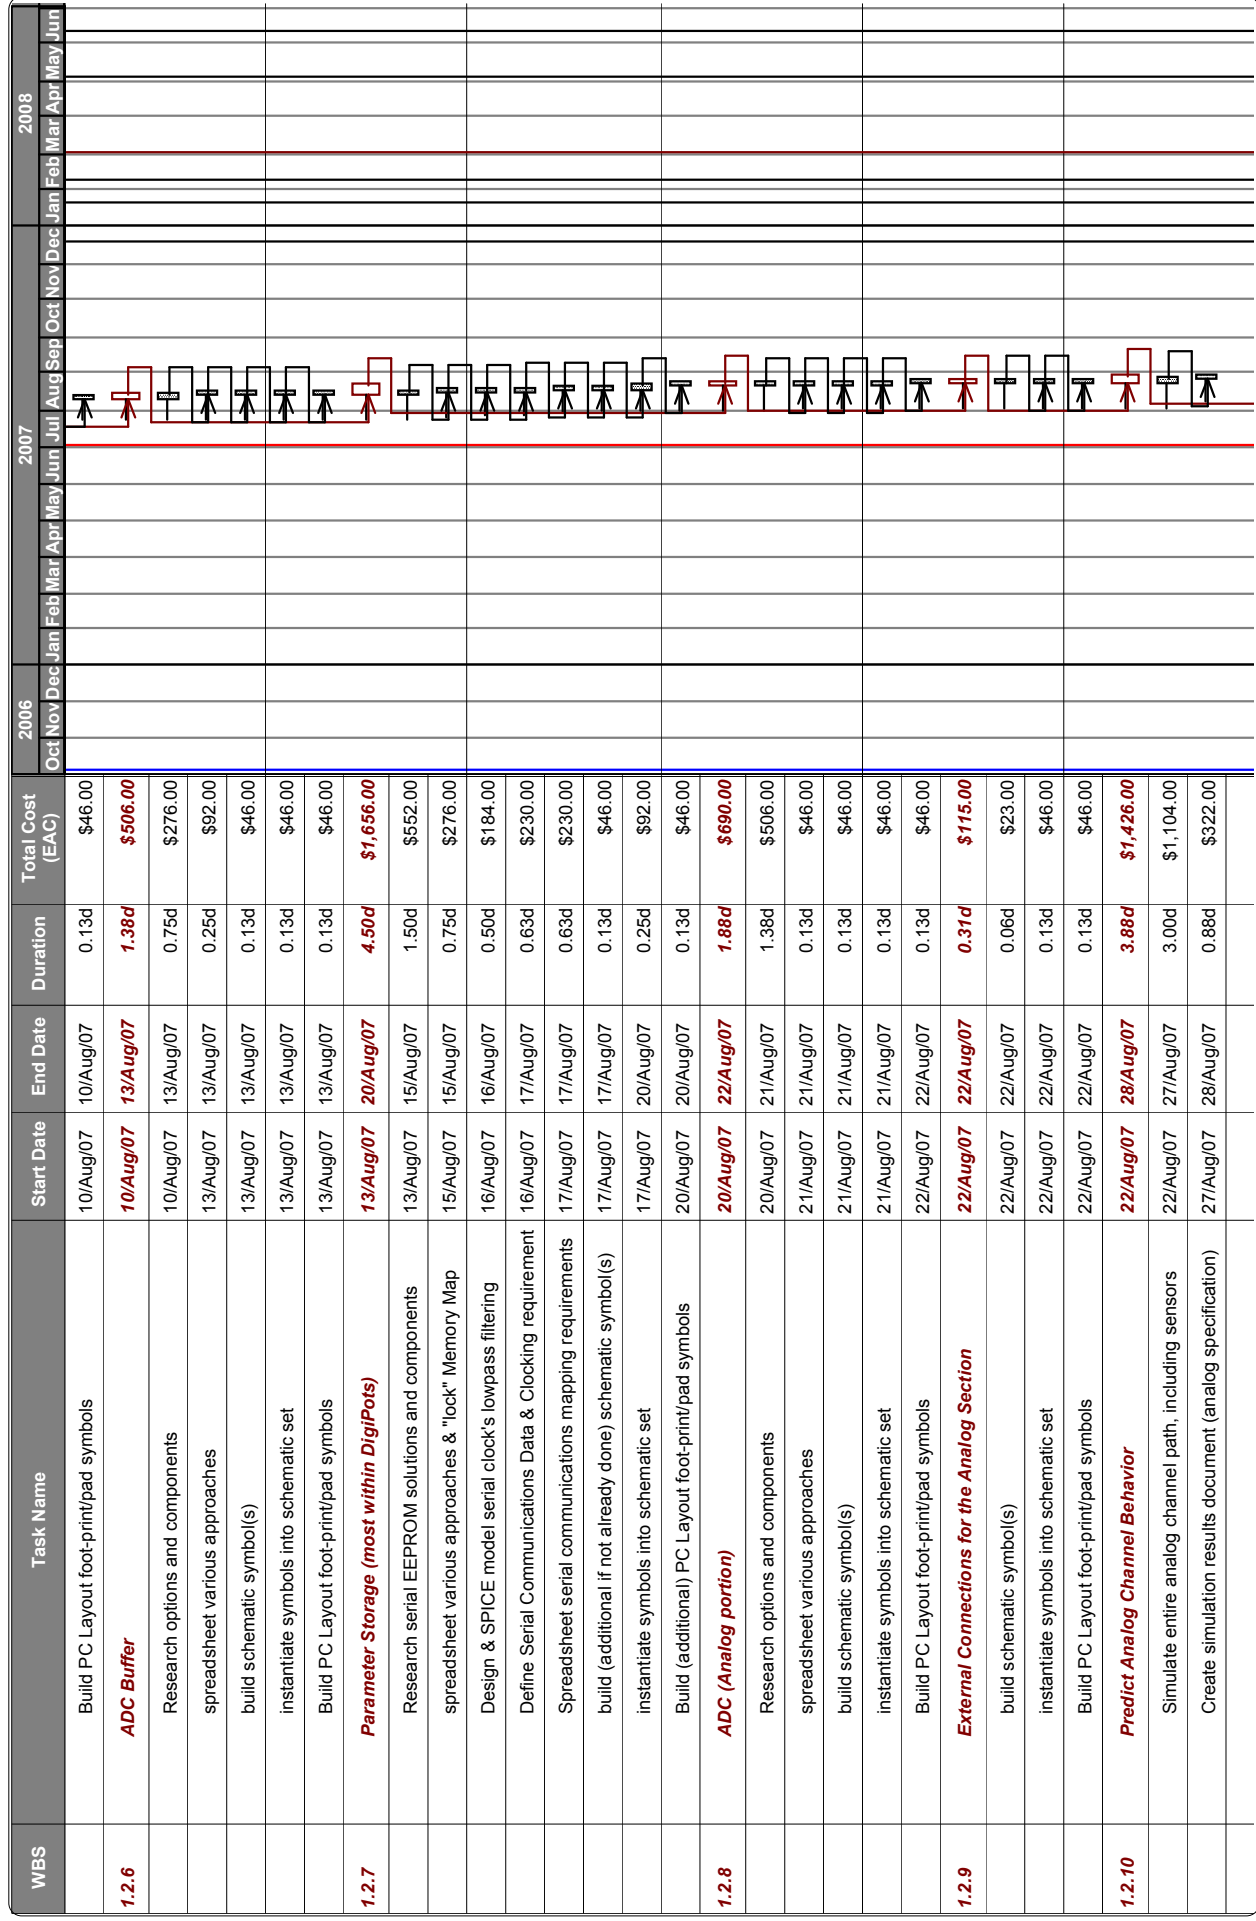 WBS Task Name Start Date End Date Duration Total Cost (EAC) 2006 2007 2008
Oct Nov Dec Jan Feb Mar Apr May Jun Jul Aug Sep Oct Nov Dec Jan Feb Mar Apr May Jun
Build PC Layout foot-print/pad symbols 10/Aug/07 10/Aug/07 0.13d $46.00
1.2.6 ADC Buffer 10/Aug/07 13/Aug/07 1.38d $506.00
Research options and components 10/Aug/07 13/Aug/07 0.75d $276.00
spreadsheet various approaches 13/Aug/07 13/Aug/07 0.25d $92.00
build schematic symbol(s) 13/Aug/07 13/Aug/07 0.13d $46.00
instantiate symbols into schematic set 13/Aug/07 13/Aug/07 0.13d $46.00
Build PC Layout foot-print/pad symbols 13/Aug/07 13/Aug/07 0.13d $46.00
1.2.7 Parameter Storage (most within DigiPots) 13/Aug/07 20/Aug/07 4.50d $1,656.00
Research serial EEPROM solutions and components 13/Aug/07 15/Aug/07 1.50d $552.00
spreadsheet various approaches & "lock" Memory Map 15/Aug/07 15/Aug/07 0.75d $276.00
Design & SPICE model serial clock's lowpass filtering 16/Aug/07 16/Aug/07 0.50d $184.00
Define Serial Communications Data & Clocking requirement 16/Aug/07 17/Aug/07 0.63d $230.00
Spreadsheet serial communications mapping requirements 17/Aug/07 17/Aug/07 0.63d $230.00
build (additional if not already done) schematic symbol(s) 17/Aug/07 17/Aug/07 0.13d $46.00
instantiate symbols into schematic set 17/Aug/07 20/Aug/07 0.25d $92.00
Build (additional) PC Layout foot-print/pad symbols 20/Aug/07 20/Aug/07 0.13d $46.00
1.2.8 ADC (Analog portion) 20/Aug/07 22/Aug/07 1.88d $690.00
Research options and components 20/Aug/07 21/Aug/07 1.38d $506.00
spreadsheet various approaches 21/Aug/07 21/Aug/07 0.13d $46.00
build schematic symbol(s) 21/Aug/07 21/Aug/07 0.13d $46.00
instantiate symbols into schematic set 21/Aug/07 21/Aug/07 0.13d $46.00
Build PC Layout foot-print/pad symbols 22/Aug/07 22/Aug/07 0.13d $46.00
1.2.9 External Connections for the Analog Section 22/Aug/07 22/Aug/07 0.31d $115.00
build schematic symbol(s) 22/Aug/07 22/Aug/07 0.06d $23.00
instantiate symbols into schematic set 22/Aug/07 22/Aug/07 0.13d $46.00
Build PC Layout foot-print/pad symbols 22/Aug/07 22/Aug/07 0.13d $46.00
1.2.10 Predict Analog Channel Behavior 22/Aug/07 28/Aug/07 3.88d $1,426.00
Simulate entire analog channel path, including sensors 22/Aug/07 27/Aug/07 3.00d $1,104.00
Create simulation results document (analog specification) 27/Aug/07 28/Aug/07 0.88d $322.00